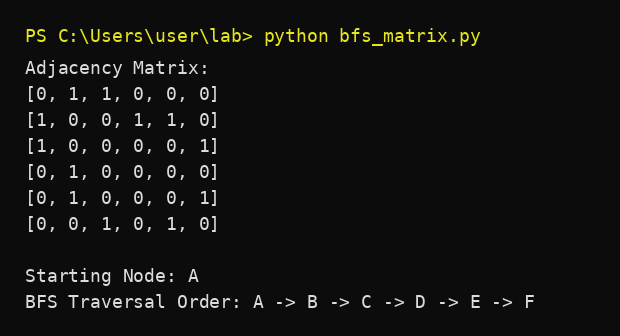 PS C:\Users\user\lab> python bfs_matrix.py
Adjacency Matrix:
[0, 1, 1, 0, 0, 0]
[1, 0, 0, 1, 1, 0]
[1, 0, 0, 0, 0, 1]
[0, 1, 0, 0, 0, 0]
[0, 1, 0, 0, 0, 1]
[0, 0, 1, 0, 1, 0]
Starting Node: A
BFS Traversal Order: A -> B -> C -> D -> E -> F